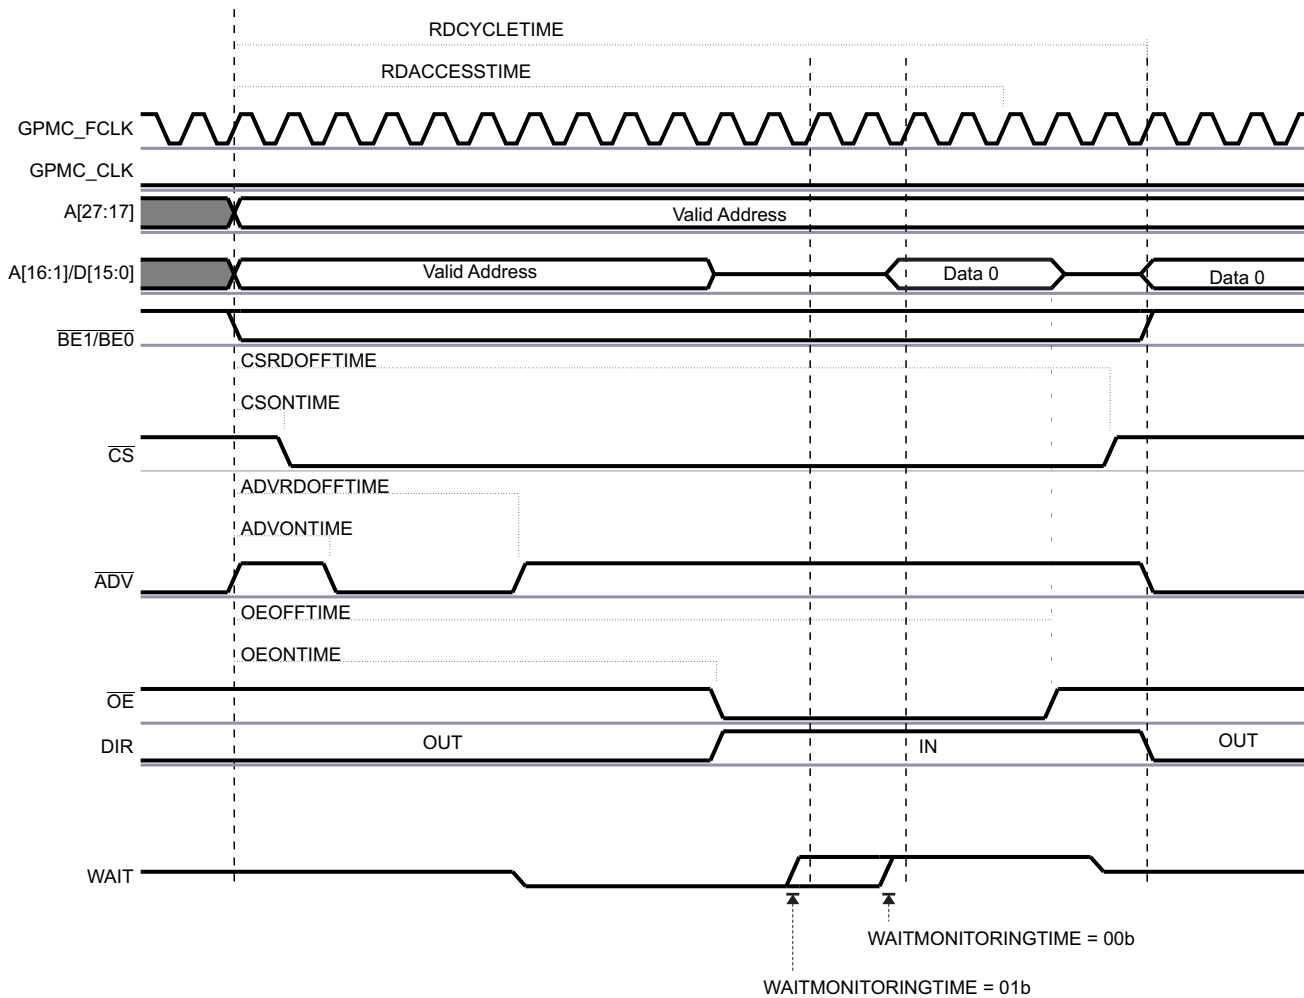 RDCYCLETIME
RDACCESSTIME
GPMC_FCLK
GPMC_CLK
A[27:17]
Valid Address
A[16:1]/D[15:0]
Valid Address
Data 0
Data 0
BE1/BE0
CSRDOFFTIME
CSONTIME
CS
ADVRDOFFTIME
ADVONTIME
ADV
OEOFFTIME
OEONTIME
OE
DIR
OUT
IN
OUT
WAIT
WAITMONITORINGTIME = 00b
WAITMONITORINGTIME = 01b